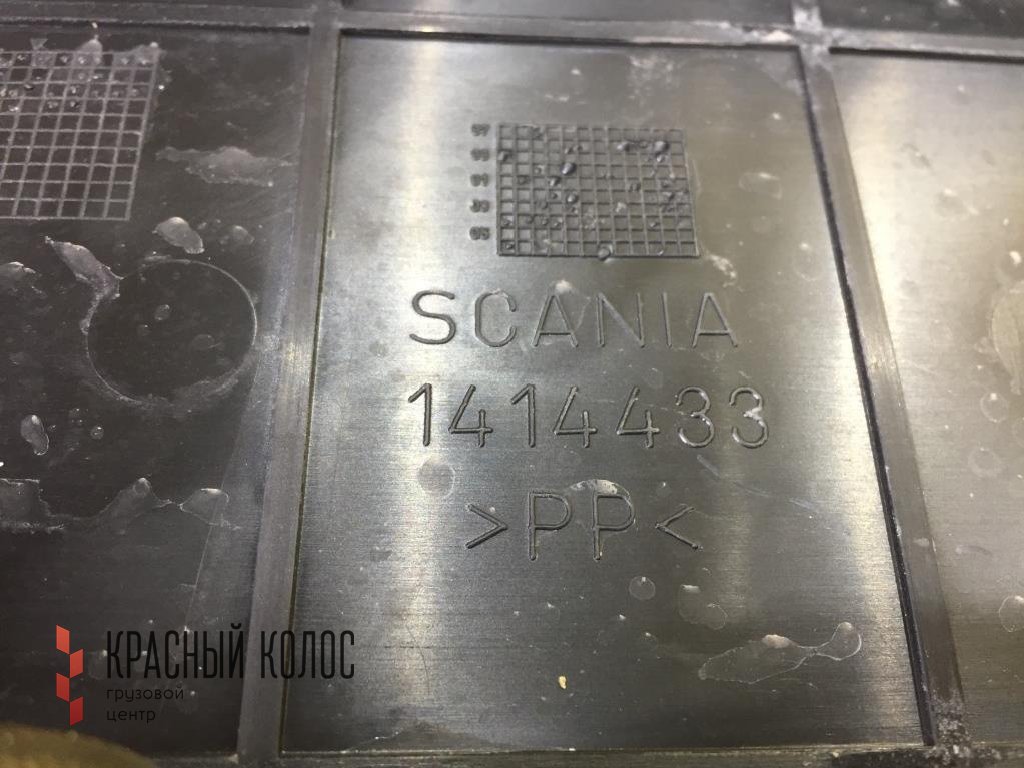 SCANIA
1414433
>PP<
КРАСНЫЙ КОЛОС
грузовой
центр